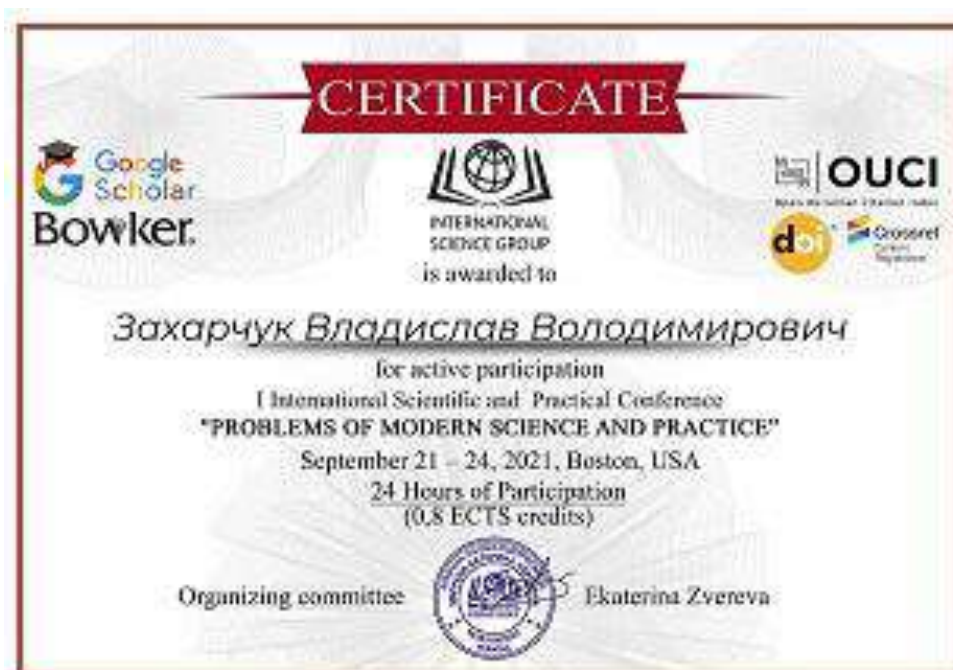 CERTIFICATE
Google
Scholar
Bowker.
INTERNATIONAL
SCIENCE GROUP
OUCI
doi
Crossref
is awarded to
Захарчук Владислав Володимирович
for active participation
I International Scientific and Practical Conference
"PROBLEMS OF MODERN SCIENCE AND PRACTICE"
September 21 – 24, 2021, Boston, USA
24 Hours of Participation
(0,8 ECTS credits)
Organizing committee
Ekaterina Zvereva